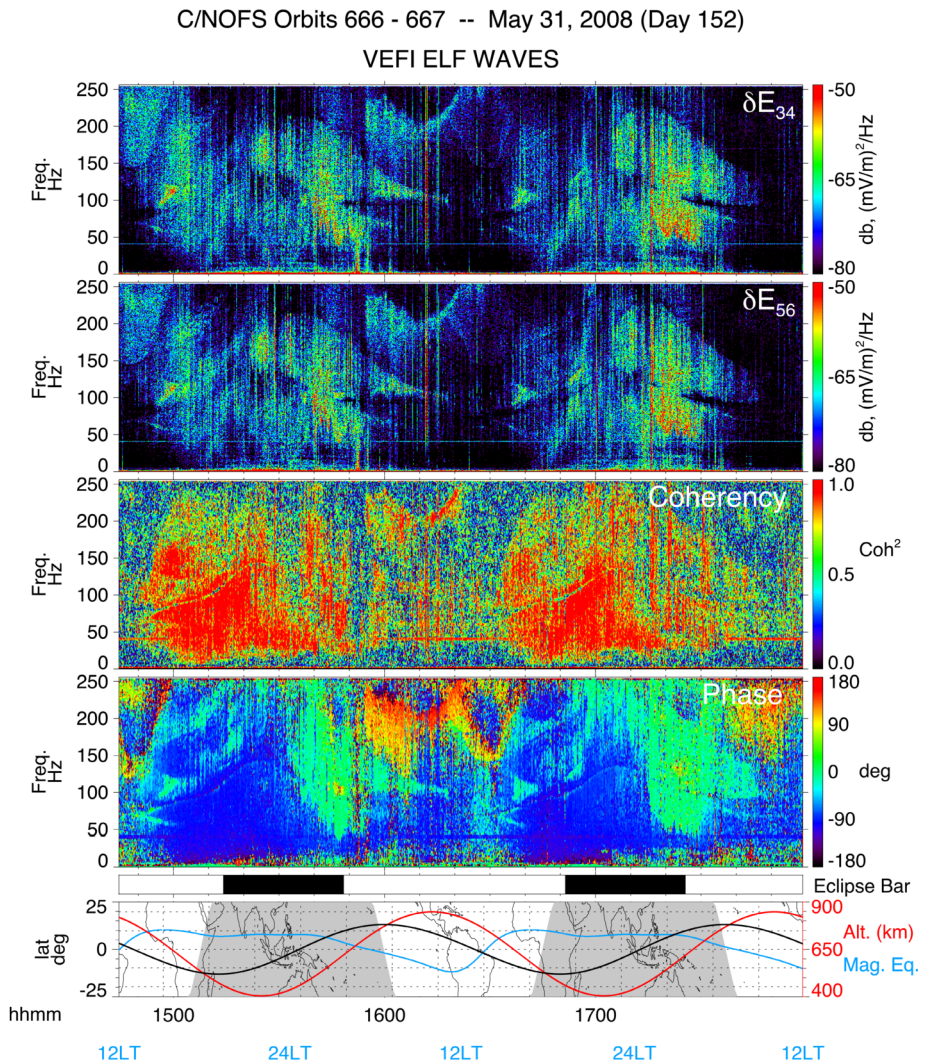 C/NOFS Orbits 666 - 667 -- May 31, 2008 (Day 152)
VEFI ELF WAVES
250
200
150
100
50
0
Freq.
Hz
δE34
-50
-65
-80
db, (mV/m)²/Hz
250
200
150
100
50
0
Freq.
Hz
δE56
-50
-65
-80
db, (mV/m)²/Hz
250
200
150
100
50
0
Freq.
Hz
Coherency
1.0
0.5
0.0
Coh²
250
200
150
100
50
0
Freq.
Hz
Phase
180
90
0
-90
-180
deg
Eclipse Bar
25
0
-25
lat
deg
900
650
400
Alt. (km)
Mag. Eq.
hhmm 1500 1600 1700
12LT 24LT 12LT 24LT 12LT